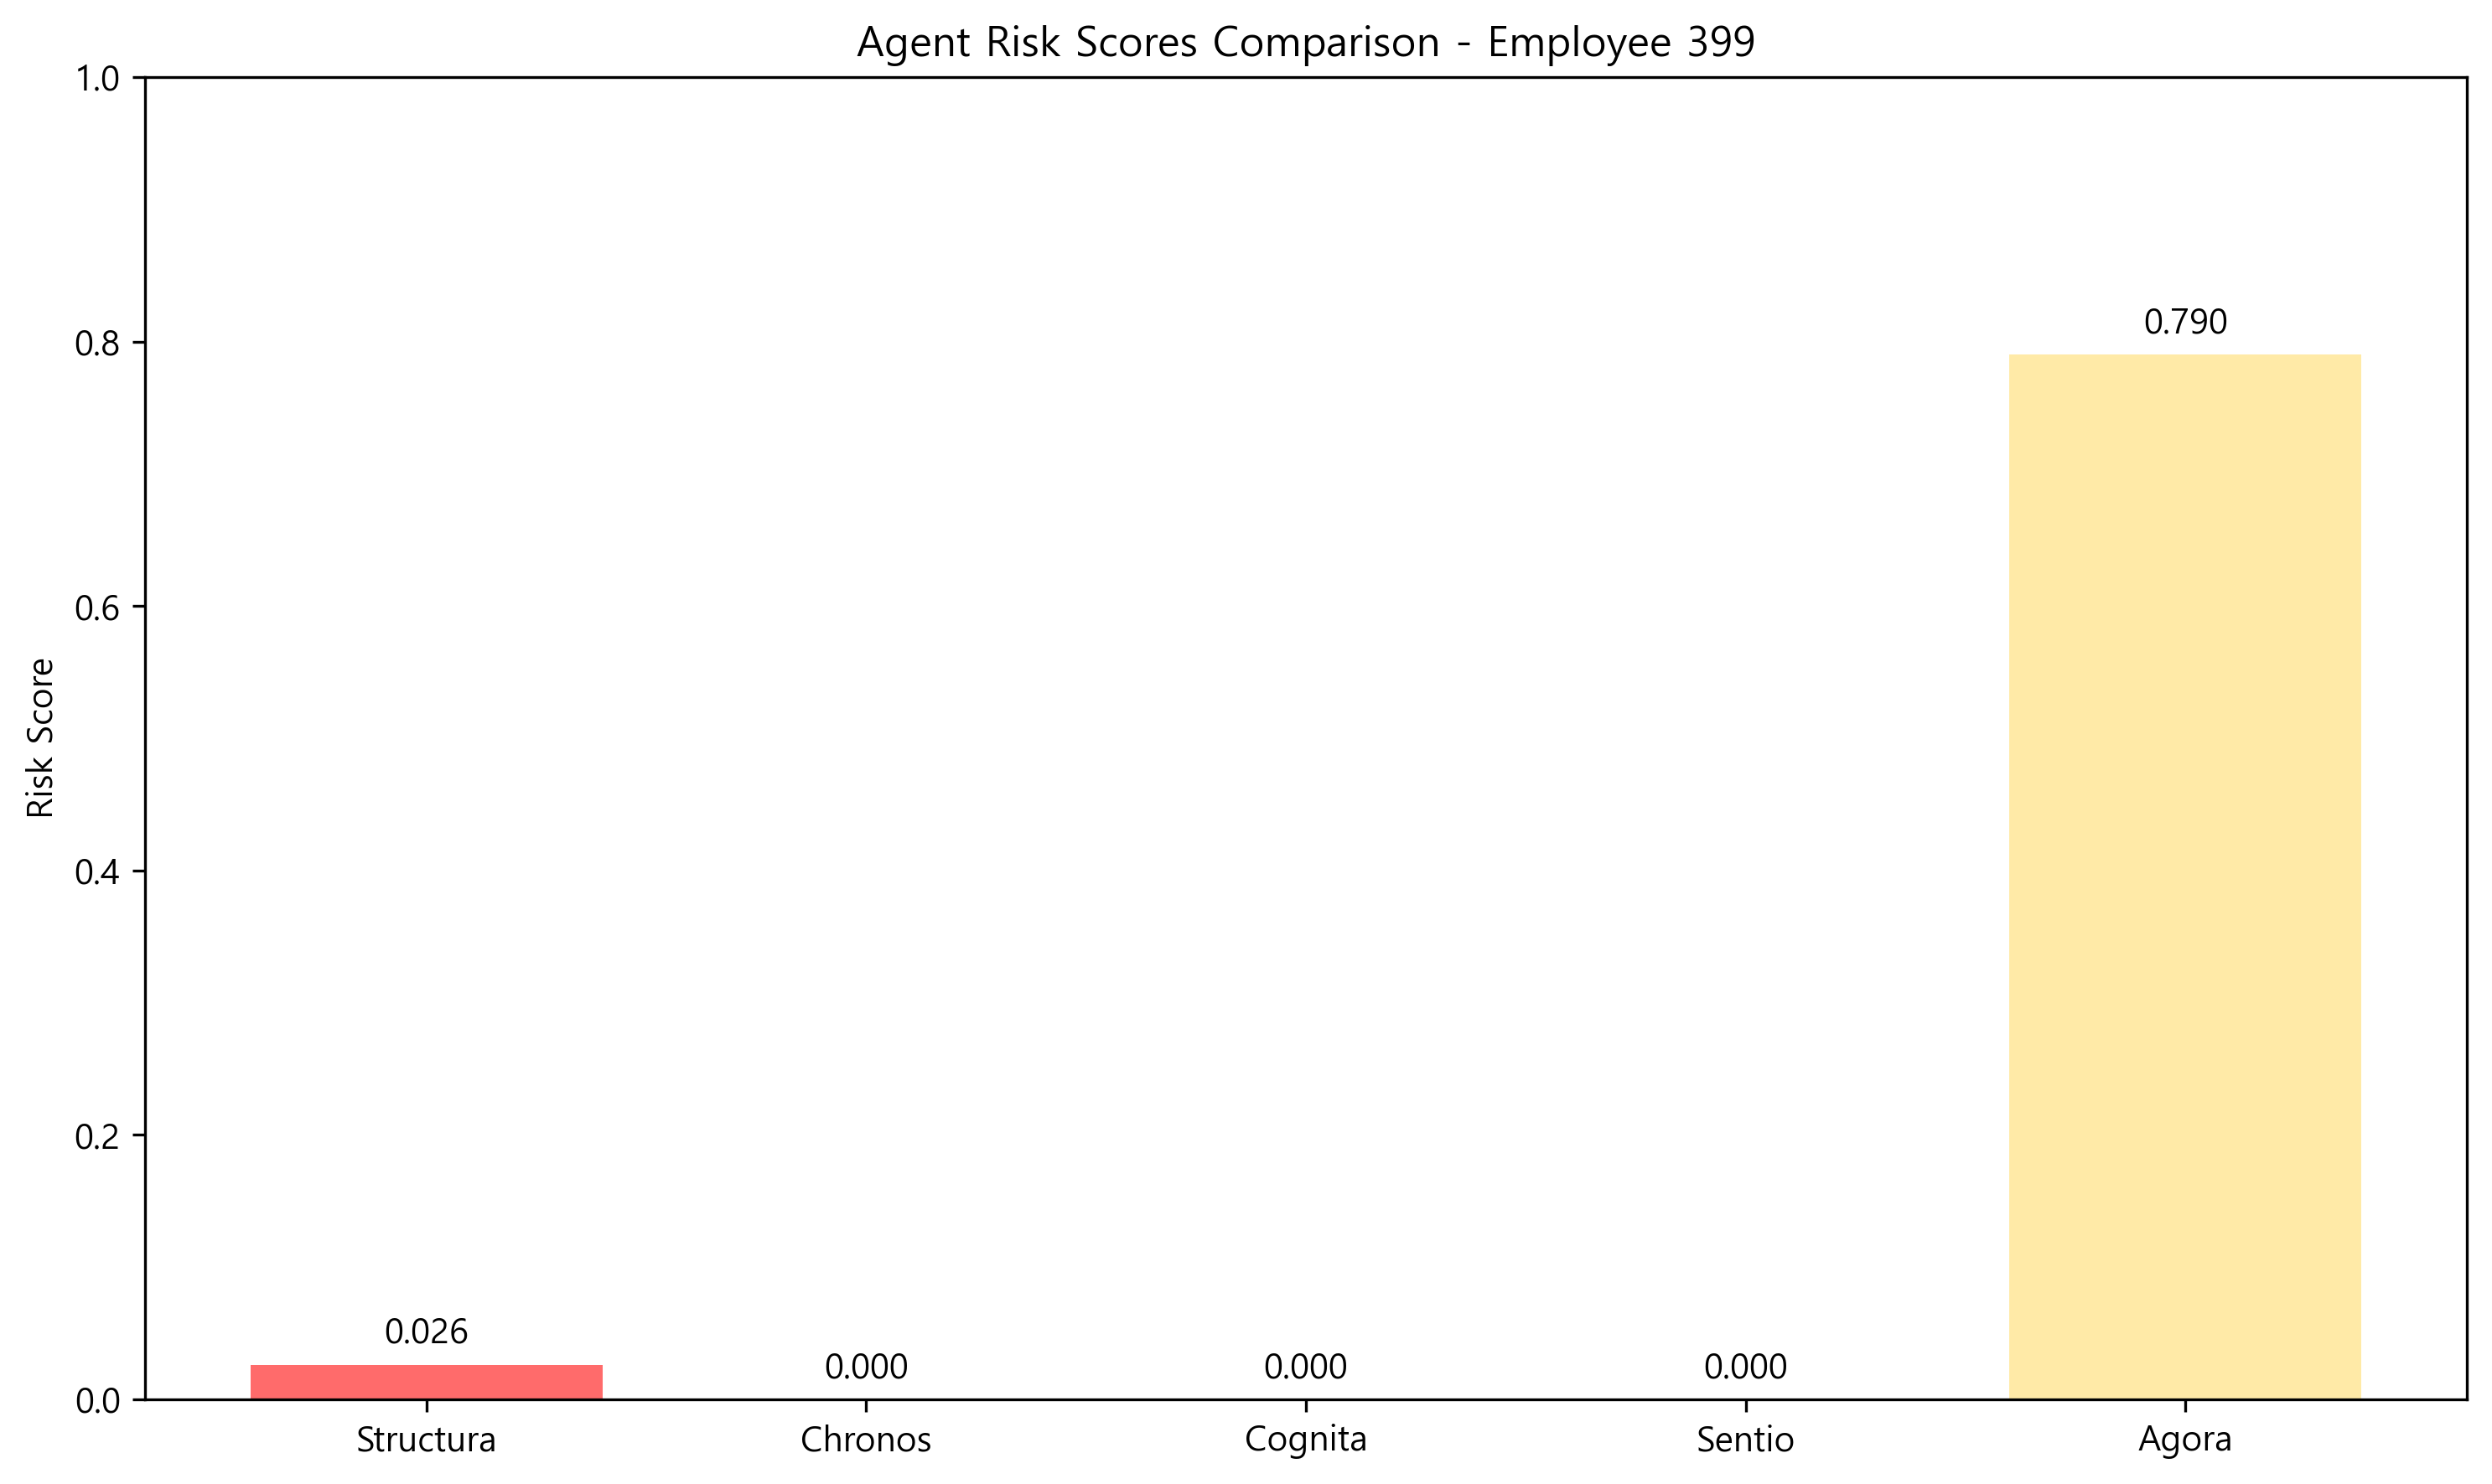 Agent Risk Scores Comparison - Employee 399
Risk Score
1.0
0.8
0.6
0.4
0.2
0.0
0.026
0.000
0.000
0.000
0.790
Structura
Chronos
Cognita
Sentio
Agora